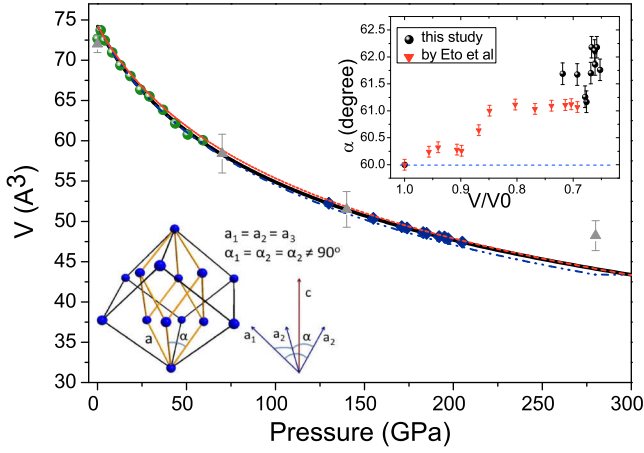 75
70
65
60
55
50
45
40
35
30
V (A³)
0
50
100
150
200
250
300
Pressure (GPa)
62.5
62.0
61.5
61.0
60.5
60.0
α (degree)
1.0
0.9
0.8
0.7
V/V0
this study
by Eto et al
a₁ = a₂ = a₃
α₁ = α₂ = α₂ ≠ 90º
c
a₁
a₂
α
a₂
a
α